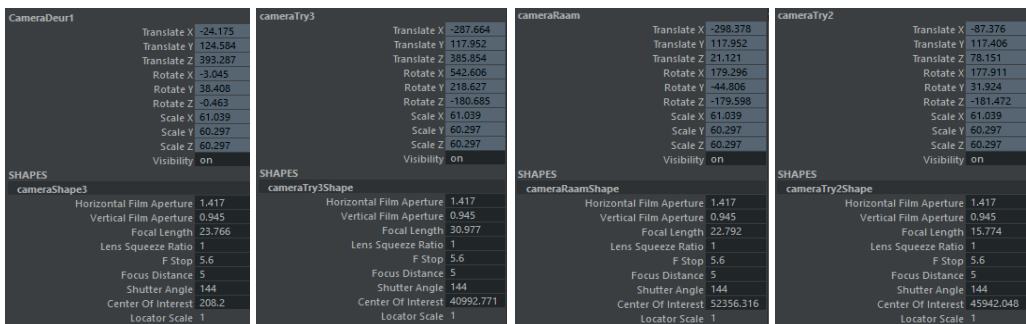 CameraDeur1
Translate X -24.175
Translate Y 124.584
Translate Z 393.287
Rotate X -3.045
Rotate Y 38.408
Rotate Z -0.463
Scale X 61.039
Scale Y 60.297
Scale Z 60.297
Visibility on
SHAPES
cameraShape3
Horizontal Film Aperture 1.417
Vertical Film Aperture 0.945
Focal Length 23.766
Lens Squeeze Ratio 1
F Stop 5.6
Focus Distance 5
Shutter Angle 144
Center Of Interest 208.2
Locator Scale 1
cameraTry3
Translate X -287.664
Translate Y 117.952
Translate Z 385.854
Rotate X 542.606
Rotate Y 218.627
Rotate Z -180.685
Scale X 61.039
Scale Y 60.297
Scale Z 60.297
Visibility on
SHAPES
cameraTry3Shape
Horizontal Film Aperture 1.417
Vertical Film Aperture 0.945
Focal Length 30.977
Lens Squeeze Ratio 1
F Stop 5.6
Focus Distance 5
Shutter Angle 144
Center Of Interest 40992.771
Locator Scale 1
cameraRaam
Translate X -298.378
Translate Y 117.952
Translate Z 21.121
Rotate X 179.296
Rotate Y -44.806
Rotate Z -179.598
Scale X 61.039
Scale Y 60.297
Scale Z 60.297
Visibility on
SHAPES
cameraRaamShape
Horizontal Film Aperture 1.417
Vertical Film Aperture 0.945
Focal Length 22.792
Lens Squeeze Ratio 1
F Stop 5.6
Focus Distance 5
Shutter Angle 144
Center Of Interest 52356.316
Locator Scale 1
cameraTry2
Translate X -87.376
Translate Y 117.406
Translate Z 78.151
Rotate X 177.911
Rotate Y 31.924
Rotate Z -181.472
Scale X 61.039
Scale Y 60.297
Scale Z 60.297
Visibility on
SHAPES
cameraTry2Shape
Horizontal Film Aperture 1.417
Vertical Film Aperture 0.945
Focal Length 15.774
Lens Squeeze Ratio 1
F Stop 5.6
Focus Distance 5
Shutter Angle 144
Center Of Interest 45942.048
Locator Scale 1